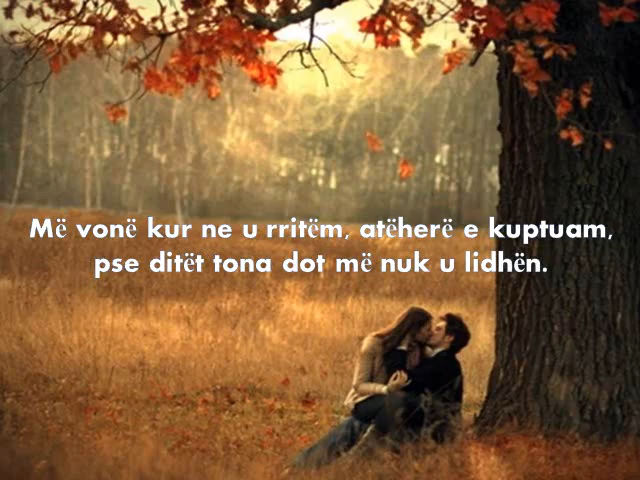 Më vonë kur ne u rritëm, atëherë e kuptuam,
pse ditët tona dot më nuk u lidhën.